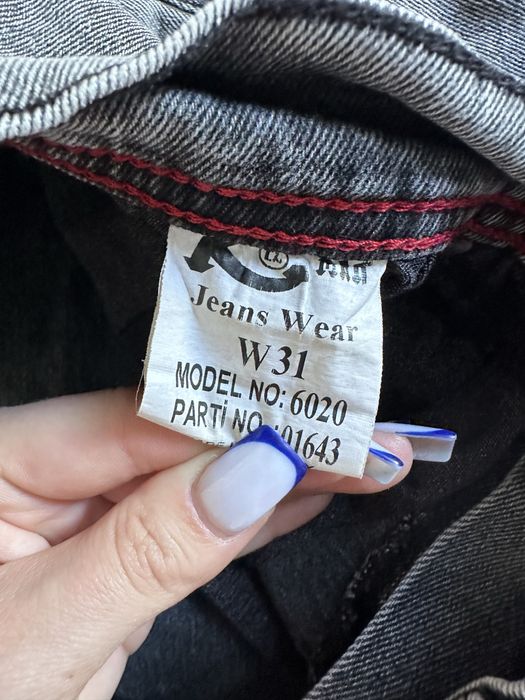 Jeans Wear
W31
MODEL NO: 6020
PARTİ NO :01643